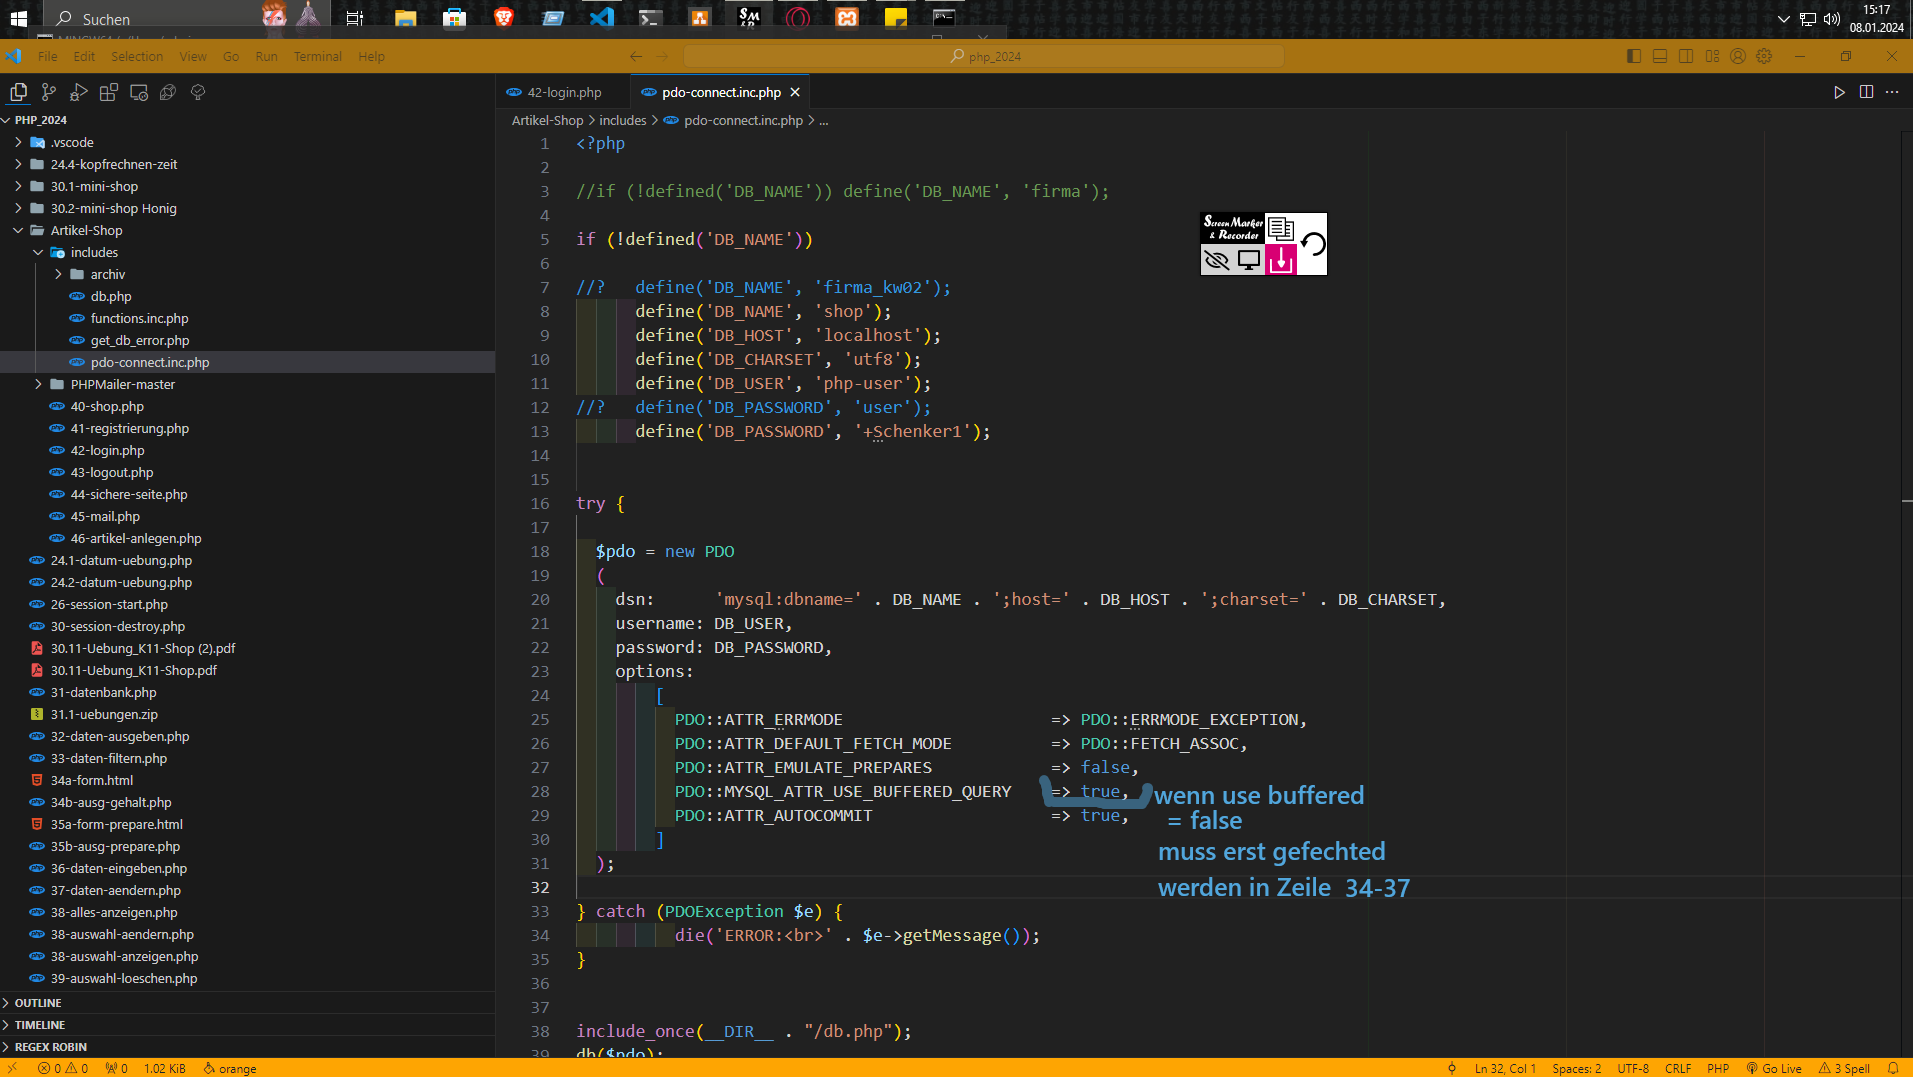 Suchen
15:17
08.01.2024
File Edit Selection View Go Run Terminal Help
php_2024
42-login.php
pdo-connect.inc.php
Artikel-Shop > includes > pdo-connect.inc.php > ...
PHP_2024
.vscode
24.4-kopfrechnen-zeit
30.1-mini-shop
30.2-mini-shop Honig
Artikel-Shop
includes
archiv
db.php
functions.inc.php
get_db_error.php
pdo-connect.inc.php
PHPMailer-master
40-shop.php
41-registrierung.php
42-login.php
43-logout.php
44-sichere-seite.php
45-mail.php
46-artikel-anlegen.php
24.1-datum-uebung.php
24.2-datum-uebung.php
26-session-start.php
30-session-destroy.php
30.11-Uebung_K11-Shop (2).pdf
30.11-Uebung_K11-Shop.pdf
31-datenbank.php
31.1-uebungen.zip
32-daten-ausgeben.php
33-daten-filtern.php
34a-form.html
34b-ausg-gehalt.php
35a-form-prepare.html
35b-ausg-prepare.php
36-daten-eingeben.php
37-daten-aendern.php
38-alles-anzeigen.php
38-auswahl-aendern.php
38-auswahl-anzeigen.php
39-auswahl-loeschen.php
OUTLINE
TIMELINE
REGEX ROBIN
1 <?php
2
3 //if (!defined('DB_NAME')) define('DB_NAME', 'firma');
4
5 if (!defined('DB_NAME'))
6
7 //? define('DB_NAME', 'firma_kw02');
8 define('DB_NAME', 'shop');
9 define('DB_HOST', 'localhost');
10 define('DB_CHARSET', 'utf8');
11 define('DB_USER', 'php-user');
12 //? define('DB_PASSWORD', 'user');
13 define('DB_PASSWORD', '+Schenker1');
14
15
16 try {
17
18 $pdo = new PDO
19 (
20 dsn: 'mysql:dbname=' . DB_NAME . ';host=' . DB_HOST . ';charset=' . DB_CHARSET,
21 username: DB_USER,
22 password: DB_PASSWORD,
23 options:
24 [
25 PDO::ATTR_ERRMODE => PDO::ERRMODE_EXCEPTION,
26 PDO::ATTR_DEFAULT_FETCH_MODE => PDO::FETCH_ASSOC,
27 PDO::ATTR_EMULATE_PREPARES => false,
28 PDO::MYSQL_ATTR_USE_BUFFERED_QUERY => true,
29 PDO::ATTR_AUTOCOMMIT => true,
30 ]
31 );
32
33 } catch (PDOException $e) {
34 die('ERROR:<br>' . $e->getMessage());
35 }
36
37
38 include_once(__DIR__ . "/db.php");
39 db($pdo);
wenn use buffered
= false
muss erst gefechted
werden in Zeile 34-37
Screen Marker
& Recorder
0 0 0 1.02 KiB orange
Ln 32, Col 1 Spaces: 2 UTF-8 CRLF PHP Go Live 3 Spell